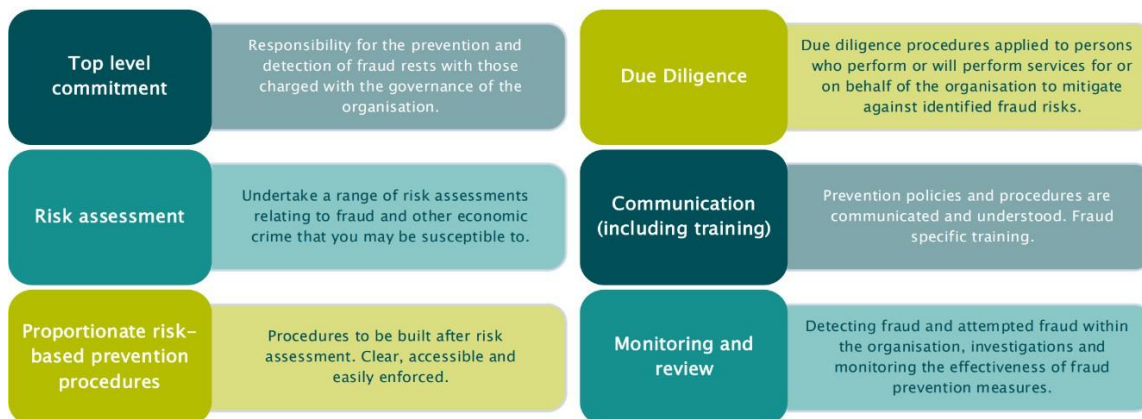 Top level
commitment
Responsibility for the prevention and
detection of fraud rests with those
charged with the governance of the
organisation.
Risk assessment
Undertake a range of risk assessments
relating to fraud and other economic
crime that you may be susceptible to.
Proportionate risk-
based prevention
procedures
Procedures to be built after risk
assessment. Clear, accessible and
easily enforced.
Due Diligence
Due diligence procedures applied to persons
who perform or will perform services for or
on behalf of the organisation to mitigate
against identified fraud risks.
Communication
(including training)
Prevention policies and procedures are
communicated and understood. Fraud
specific training.
Monitoring and
review
Detecting fraud and attempted fraud within
the organisation, investigations and
monitoring the effectiveness of fraud
prevention measures.